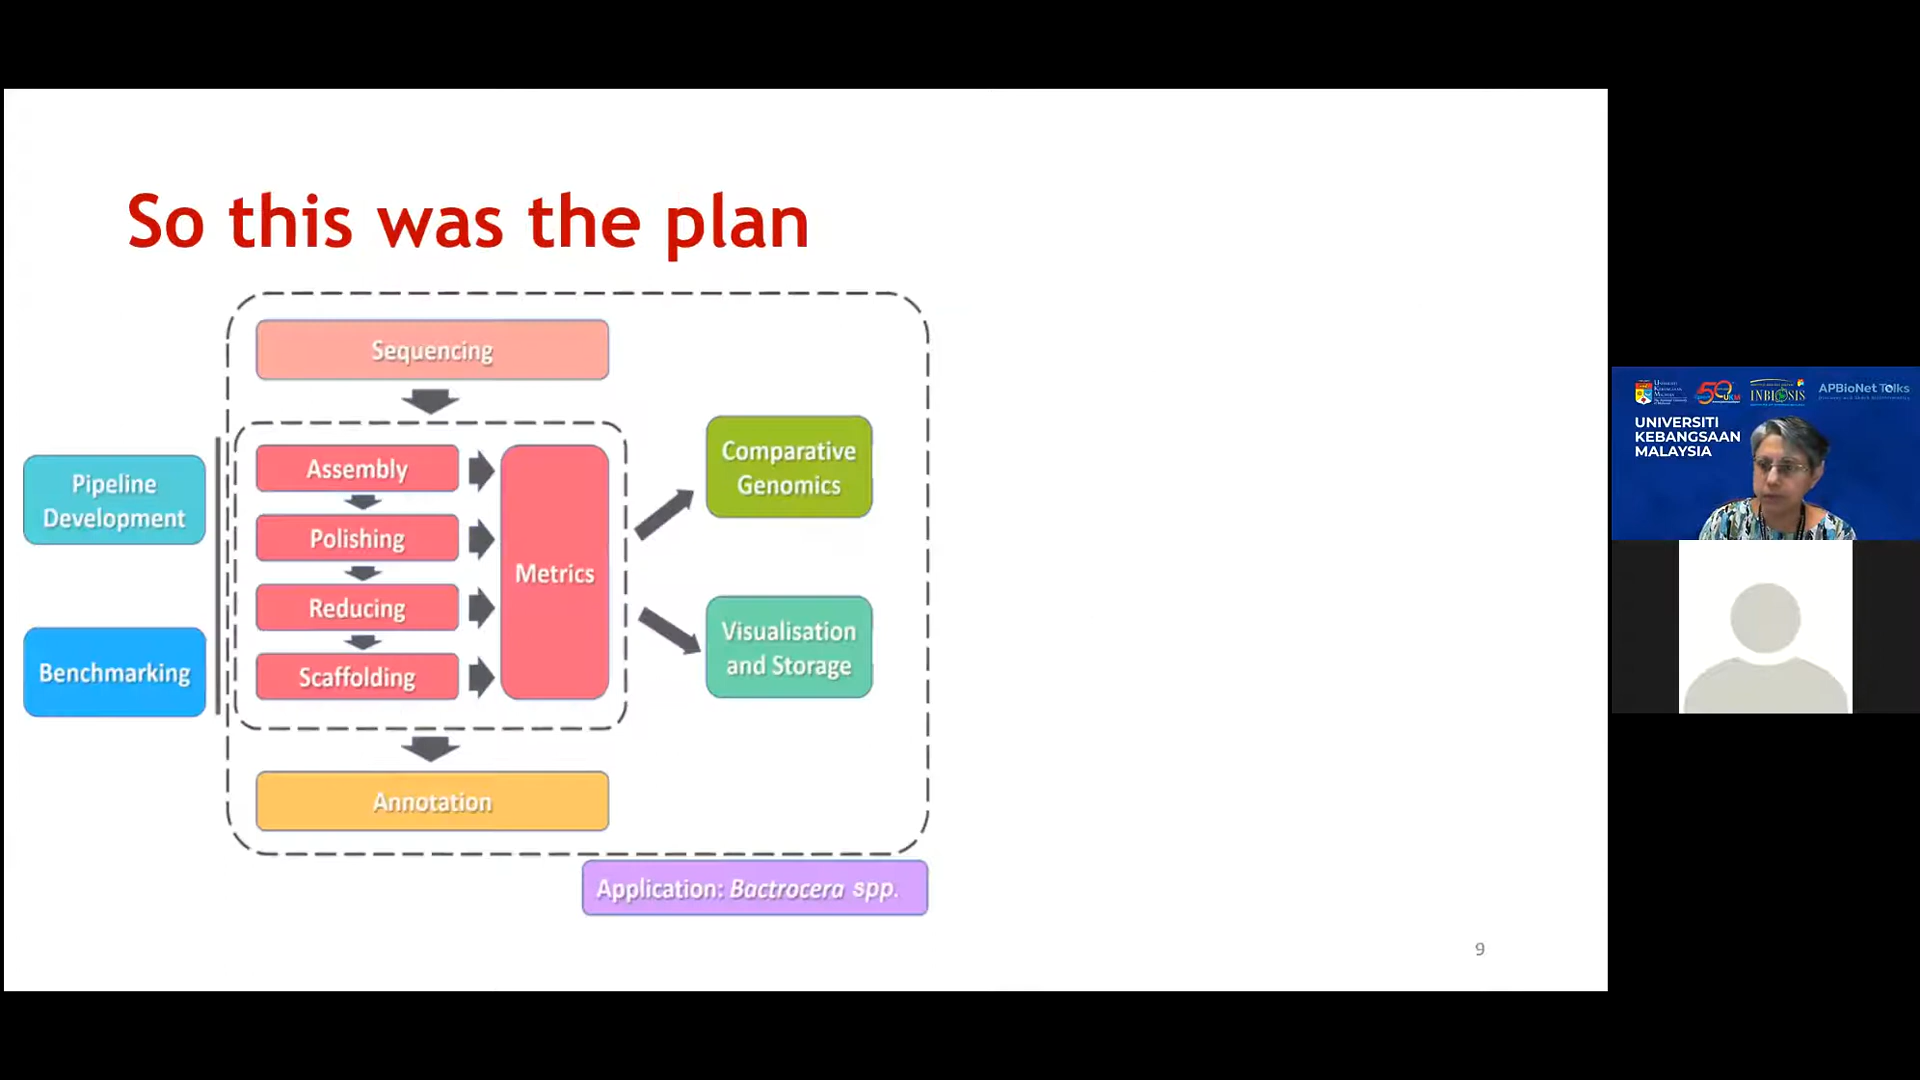 So this was the plan
Sequencing
Pipeline
Development
Benchmarking
Assembly
Polishing
Reducing
Scaffolding
Metrics
Comparative
Genomics
Visualisation
and Storage
Annotation
Application: Bactrocera spp.
9
INBIOSIS
APBioNet Talks
UNIVERSITI
KEBANGSAAN
MALAYSIA